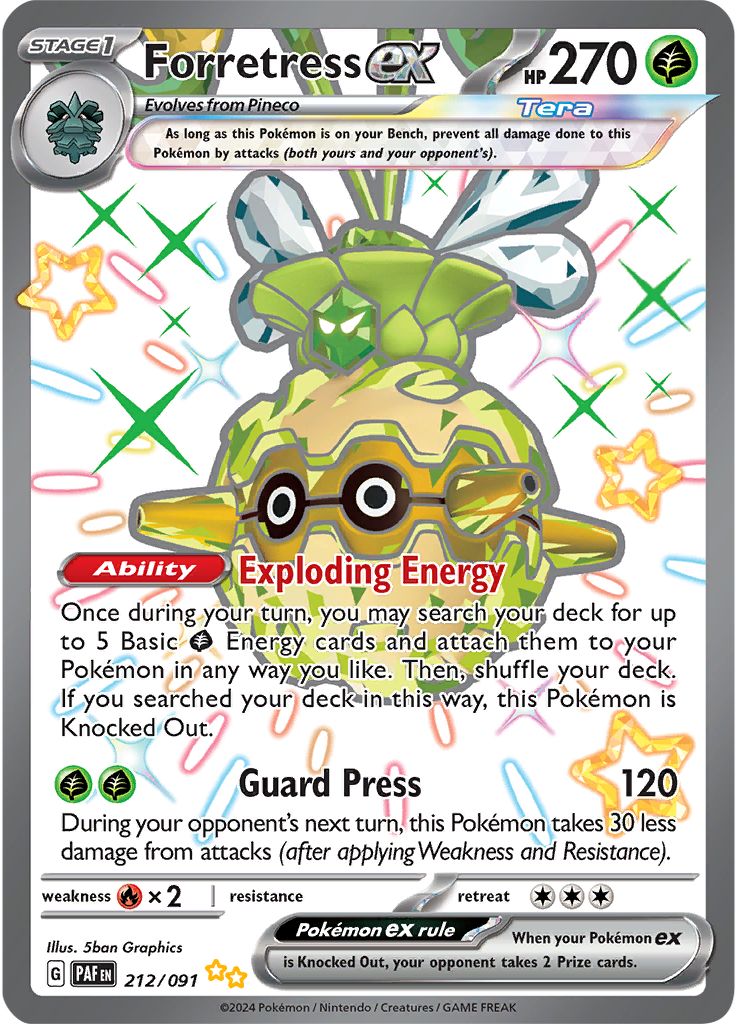 STAGE1
Forretress ex
HP 270
Evolves from Pineco
Tera
As long as this Pokémon is on your Bench, prevent all damage done to this
Pokémon by attacks (both yours and your opponent's).
Ability Exploding Energy
Once during your turn, you may search your deck for up
to 5 Basic Energy cards and attach them to your
Pokémon in any way you like. Then, shuffle your deck.
If you searched your deck in this way, this Pokémon is
Knocked Out.
Guard Press 120
During your opponent's next turn, this Pokémon takes 30 less
damage from attacks (after applying Weakness and Resistance).
weakness ×2 resistance retreat
Illus. 5ban Graphics
Pokémon ex rule When your Pokémon ex
is Knocked Out, your opponent takes 2 Prize cards.
G PAF EN 212/091
©2024 Pokémon / Nintendo / Creatures / GAME FREAK